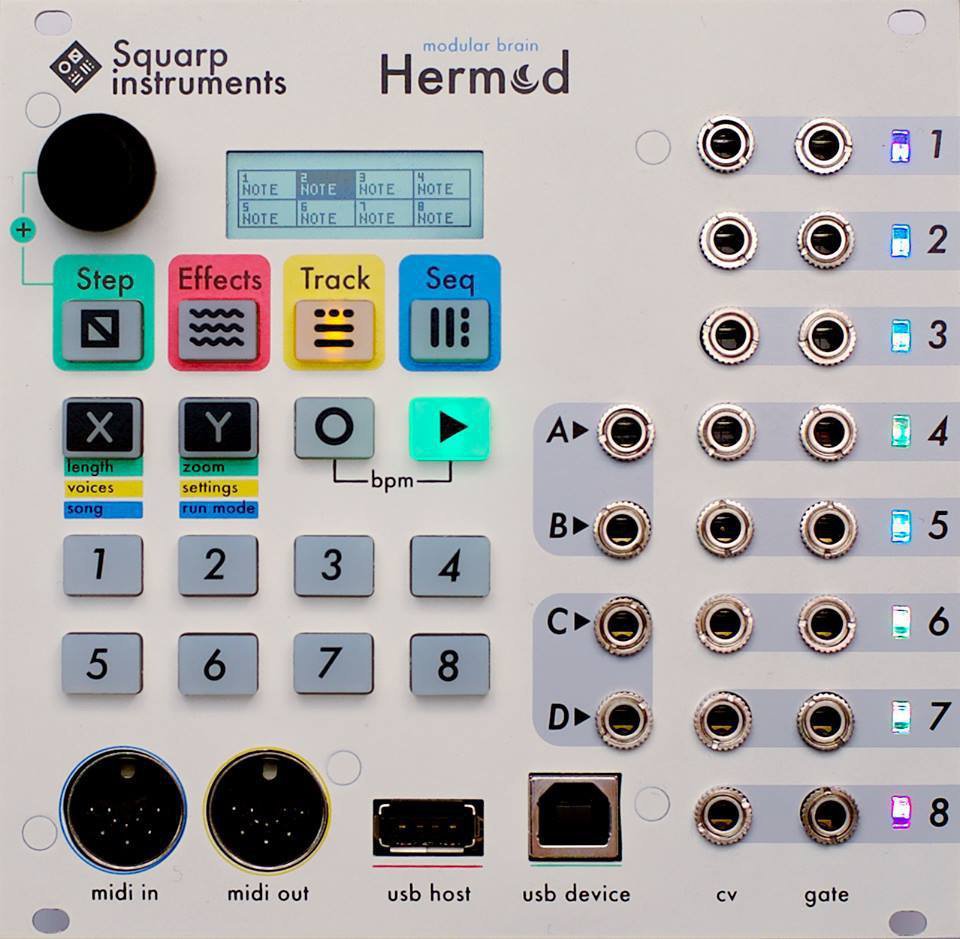 Squarp
instruments
modular brain
Hermod
1
2
3
4
5
6
7
8
1 2 3 4
NOTE NOTE NOTE NOTE
5 6 7 8
NOTE NOTE NOTE NOTE
+
Step Effects Track Seq
X Y
length zoom
voices settings
song run mode
bpm
1 2 3 4
5 6 7 8
A
B
C
D
midi in midi out usb host usb device cv gate